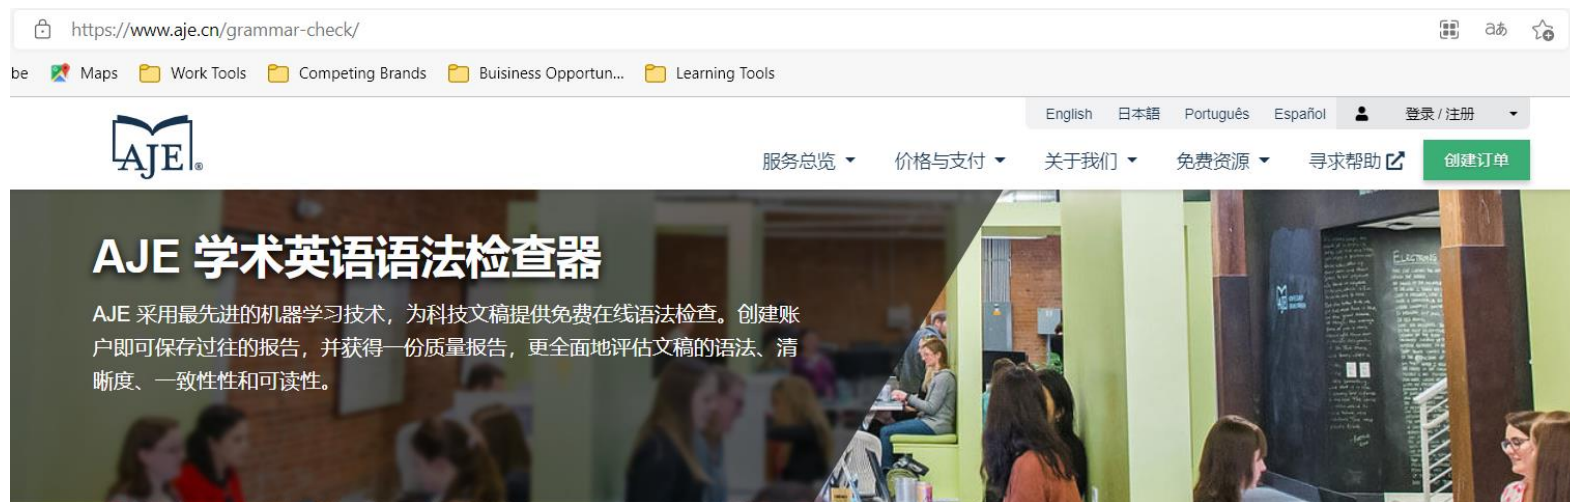 https://www.aje.cn/grammar-check/
be Maps Work Tools Competing Brands Buisiness Opportun... Learning Tools
English 日本語 Português Español 登录 / 注册
AJE®
服务总览 价格与支付 关于我们 免费资源 寻求帮助 创建订单
AJE 学术英语语法检查器
AJE 采用最先进的机器学习技术，为科技文稿提供免费在线语法检查。创建账
户即可保存过往的报告，并获得一份质量报告，更全面地评估文稿的语法、清
晰度、一致性性和可读性。
ELECTRONS